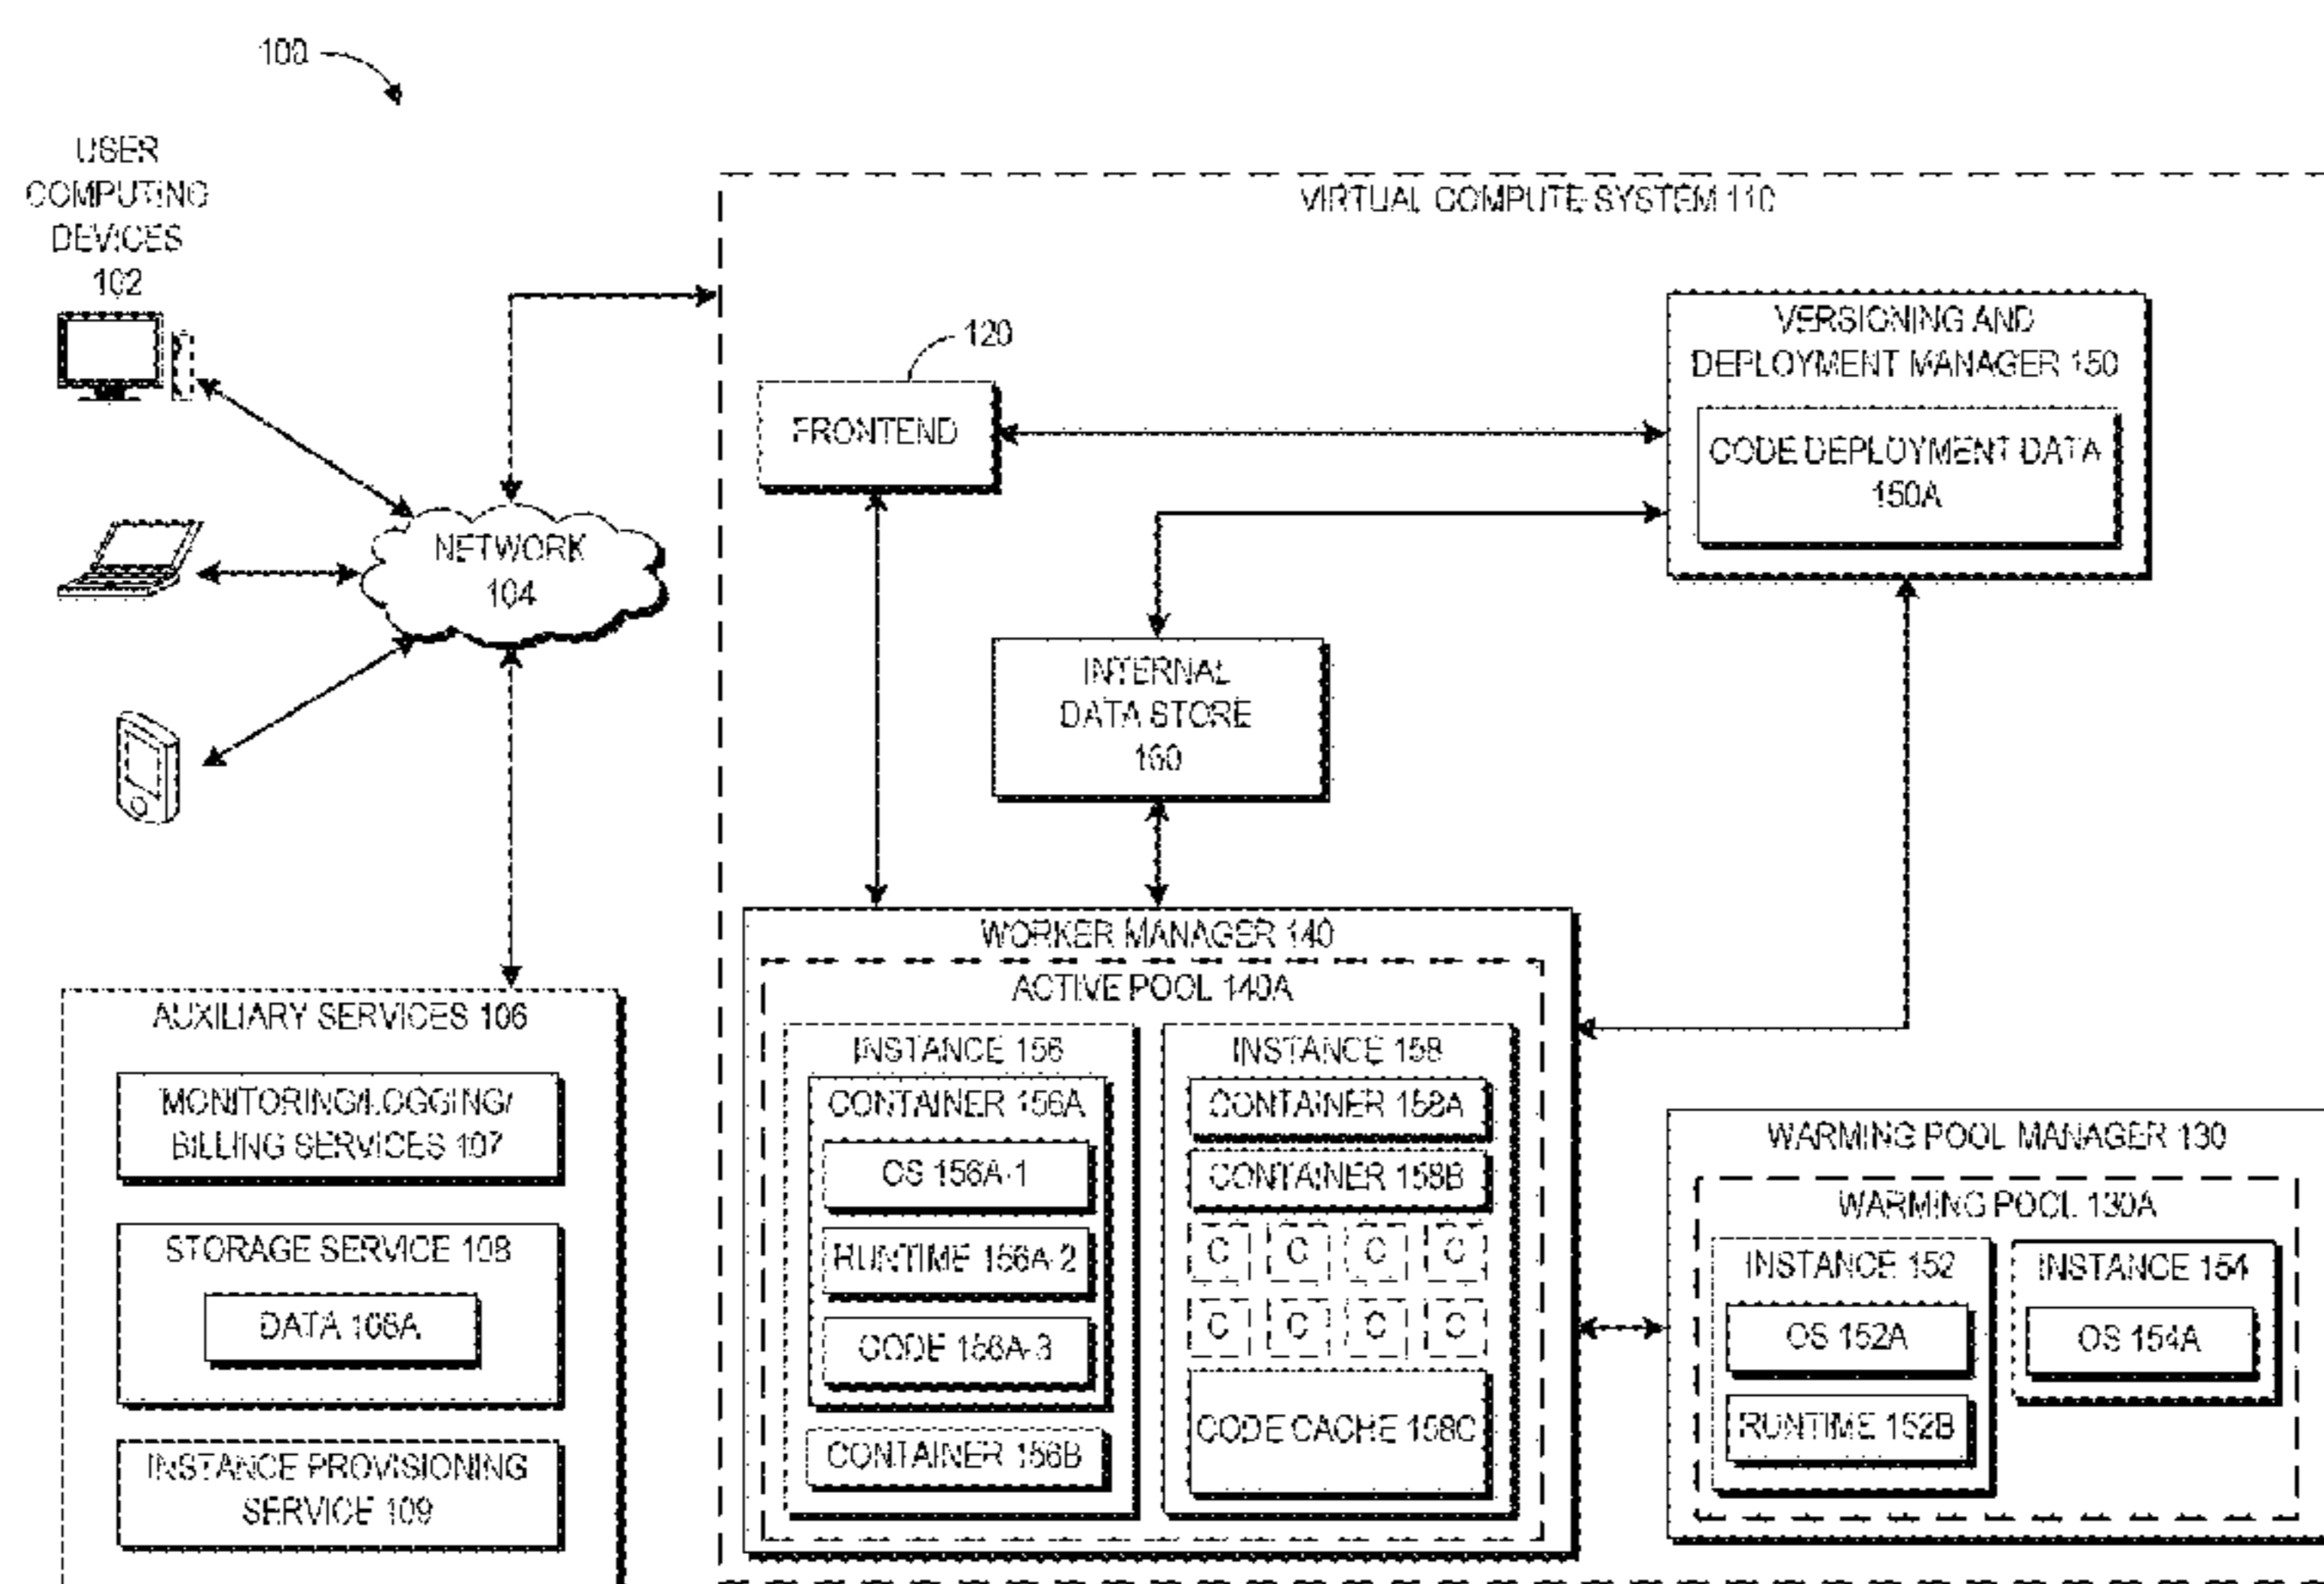 100
USER
COMPUTING
DEVICES
102
NETWORK
104
AUXILIARY SERVICES 106
MONITORING/LOGGING/
BILLING SERVICES 107
STORAGE SERVICE 108
DATA 108A
INSTANCE PROVISIONING
SERVICE 109
VIRTUAL COMPUTE SYSTEM 110
120
FRONTEND
VERSIONING AND
DEPLOYMENT MANAGER 150
CODE DEPLOYMENT DATA
150A
INTERNAL
DATA STORE
160
WORKER MANAGER 140
ACTIVE POOL 140A
INSTANCE 156
CONTAINER 156A
OS 156A-1
RUNTIME 156A-2
CODE 156A-3
CONTAINER 156B
INSTANCE 158
CONTAINER 158A
CONTAINER 158B
C C C C
C C C C
CODE CACHE 158C
WARMING POOL MANAGER 130
WARMING POOL 130A
INSTANCE 152
OS 152A
RUNTIME 152B
INSTANCE 154
OS 154A